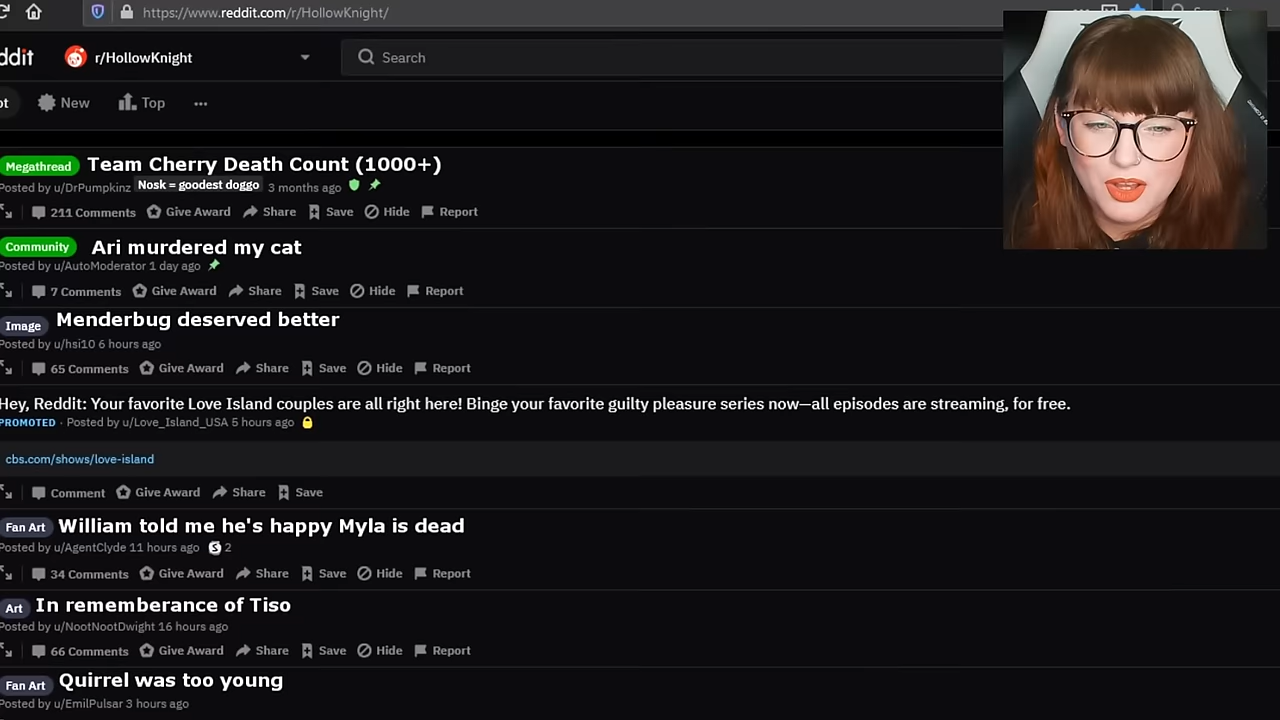 https://www.reddit.com/r/HollowKnight/
ddit r/HollowKnight Search
ot New Top ...
Megathread Team Cherry Death Count (1000+)
Posted by u/DrPumpkinz Nosk = goodest doggo 3 months ago
211 Comments Give Award Share Save Hide Report
Community Ari murdered my cat
Posted by u/AutoModerator 1 day ago
7 Comments Give Award Share Save Hide Report
Image Menderbug deserved better
Posted by u/hsi10 6 hours ago
65 Comments Give Award Share Save Hide Report
Hey, Reddit: Your favorite Love Island couples are all right here! Binge your favorite guilty pleasure series now—all episodes are streaming, for free.
PROMOTED · Posted by u/Love_Island_USA 5 hours ago
cbs.com/shows/love-island
Comment Give Award Share Save
Fan Art William told me he's happy Myla is dead
Posted by u/AgentClyde 11 hours ago S 2
34 Comments Give Award Share Save Hide Report
Art In rememberance of Tiso
Posted by u/NootNootDwight 16 hours ago
66 Comments Give Award Share Save Hide Report
Fan Art Quirrel was too young
Posted by u/EmilPulsar 3 hours ago